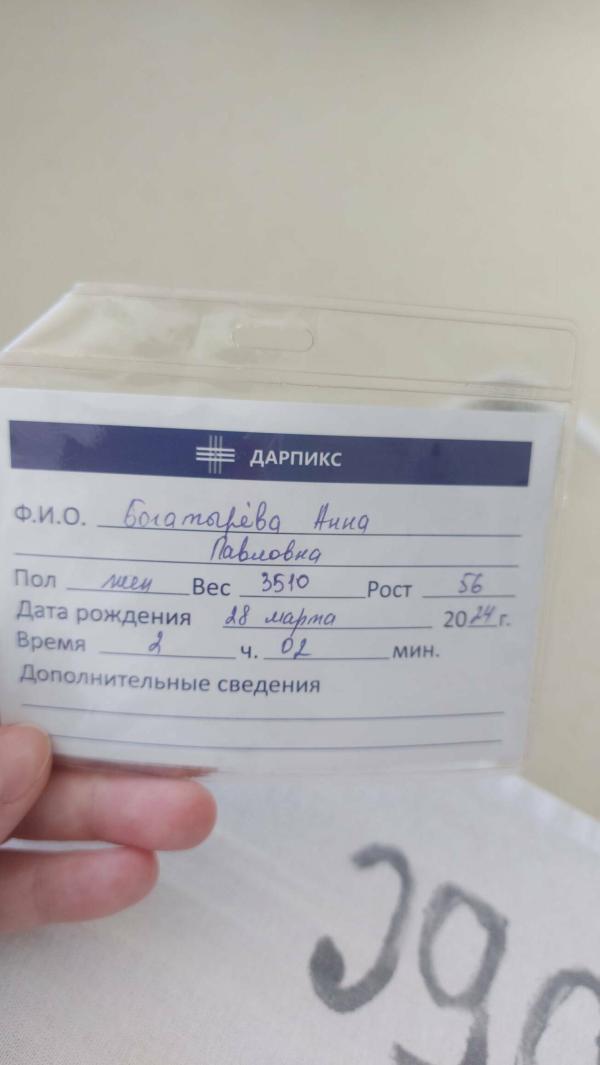 ДАРПИКС
Ф.И.О. Богатырёва Анна
Павловна
Пол жен Вес 3510 Рост 56
Дата рождения 28 марта 2024 г.
Время 2 ч. 02 мин.
Дополнительные сведения